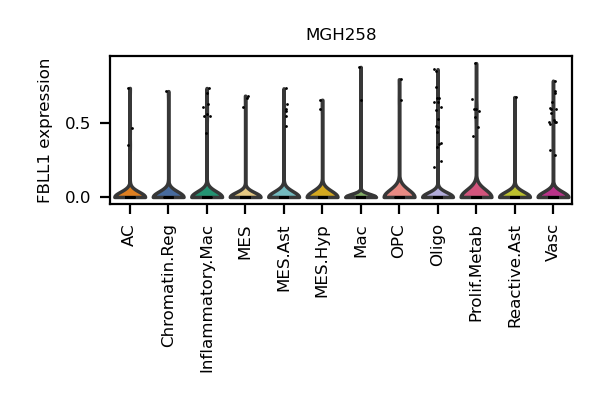 MGH258
FBLL1 expression
0.5
0.0
AC
Chromatin.Reg
Inflammatory.Mac
MES
MES.Ast
MES.Hyp
Mac
OPC
Oligo
Prolif.Metab
Reactive.Ast
Vasc